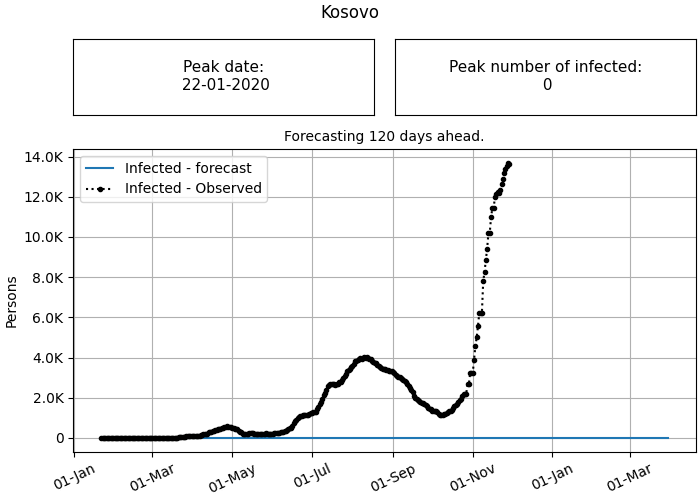 Kosovo
Peak date:
22-01-2020
Peak number of infected:
0
Forecasting 120 days ahead.
Infected - forecast
Infected - Observed
Persons
14.0K
12.0K
10.0K
8.0K
6.0K
4.0K
2.0K
0
01-Jan
01-Mar
01-May
01-Jul
01-Sep
01-Nov
01-Jan
01-Mar